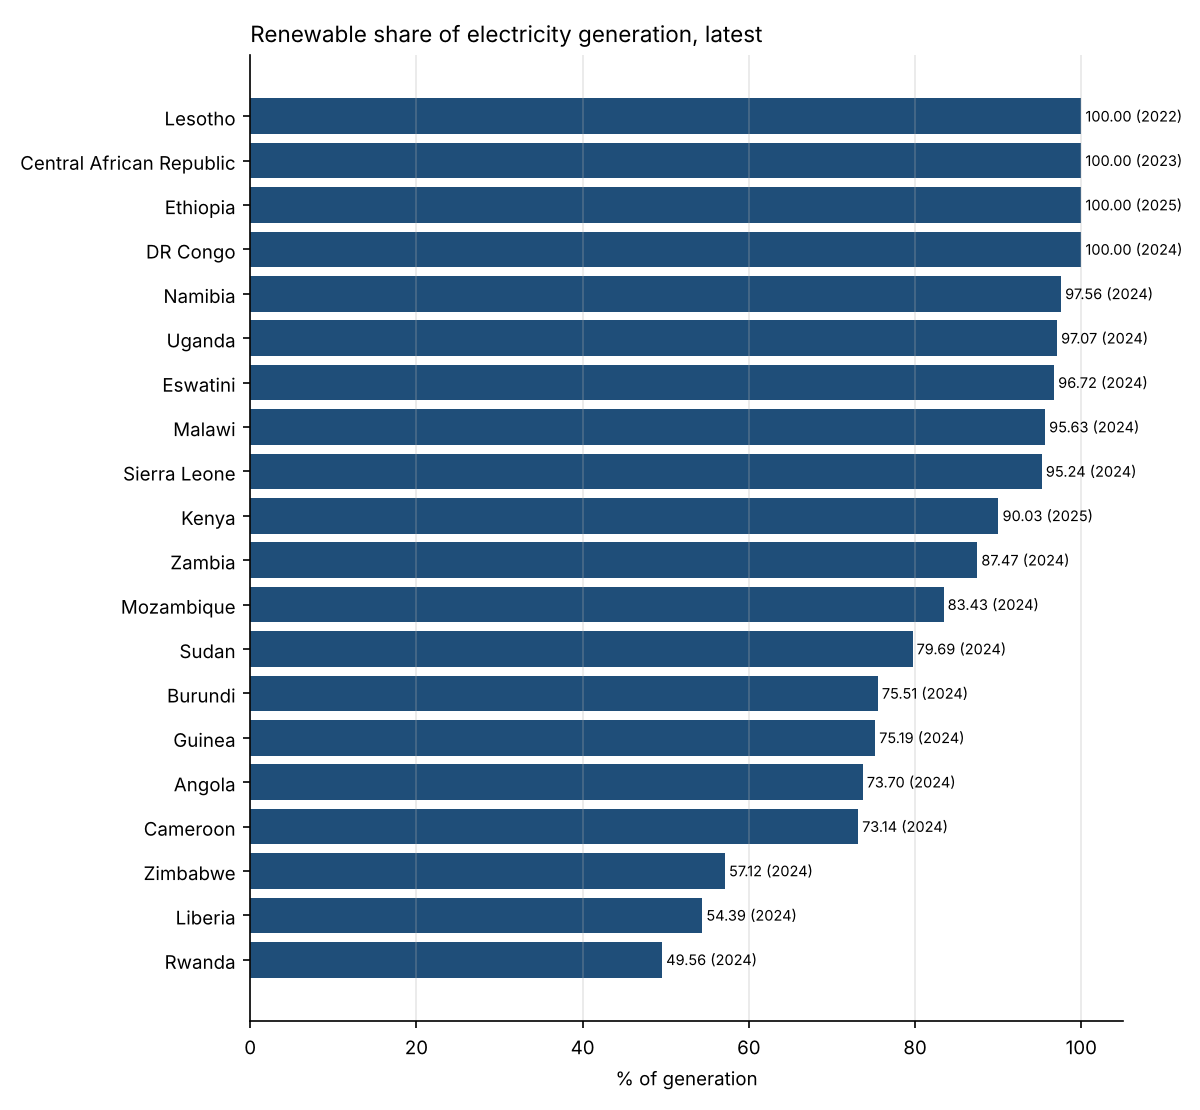 Renewable share of electricity generation, latest
Lesotho 100.00 (2022)
Central African Republic 100.00 (2023)
Ethiopia 100.00 (2025)
DR Congo 100.00 (2024)
Namibia 97.56 (2024)
Uganda 97.07 (2024)
Eswatini 96.72 (2024)
Malawi 95.63 (2024)
Sierra Leone 95.24 (2024)
Kenya 90.03 (2025)
Zambia 87.47 (2024)
Mozambique 83.43 (2024)
Sudan 79.69 (2024)
Burundi 75.51 (2024)
Guinea 75.19 (2024)
Angola 73.70 (2024)
Cameroon 73.14 (2024)
Zimbabwe 57.12 (2024)
Liberia 54.39 (2024)
Rwanda 49.56 (2024)
0 20 40 60 80 100
% of generation